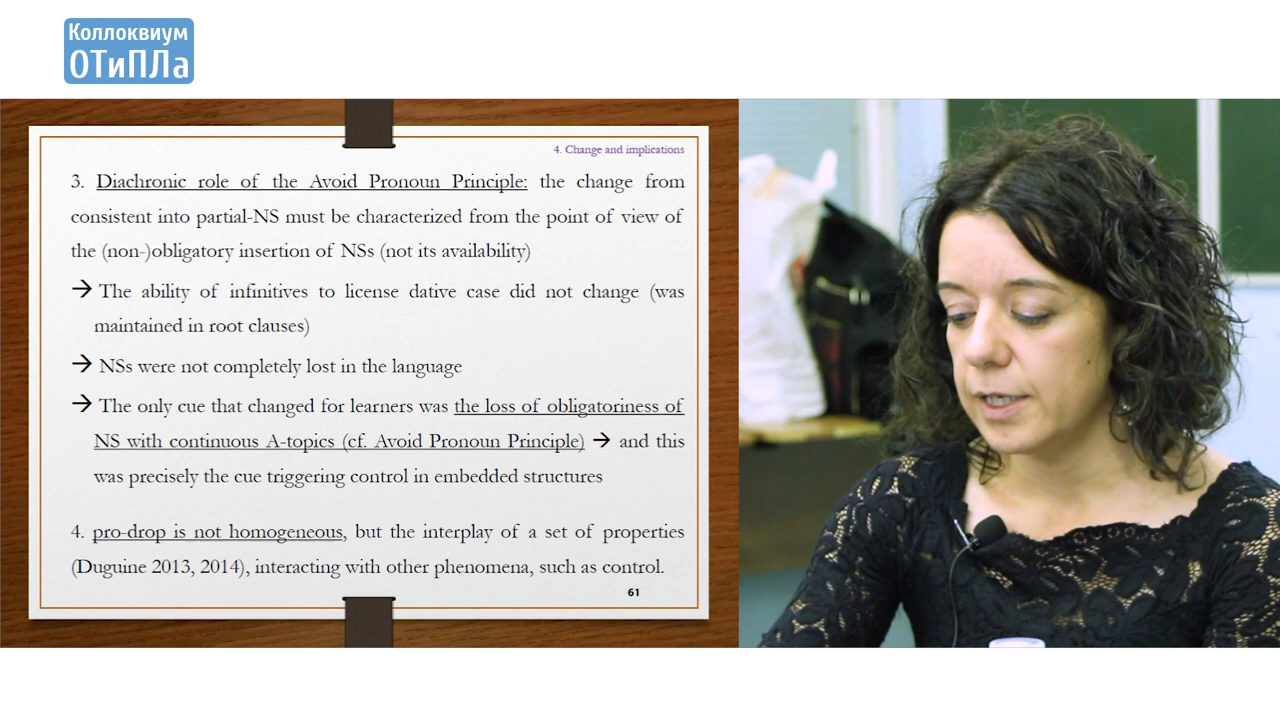 Коллоквиум
ОТиПЛа
4. Change and implications
3. Diachronic role of the Avoid Pronoun Principle: the change from
consistent into partial-NS must be characterized from the point of view of
the (non-)obligatory insertion of NSs (not its availability)
→ The ability of infinitives to license dative case did not change (was
maintained in root clauses)
→ NSs were not completely lost in the language
→ The only cue that changed for learners was the loss of obligatoriness of
NS with continuous A-topics (cf. Avoid Pronoun Principle) → and this
was precisely the cue triggering control in embedded structures
4. pro-drop is not homogeneous, but the interplay of a set of properties
(Duguine 2013, 2014), interacting with other phenomena, such as control.
61